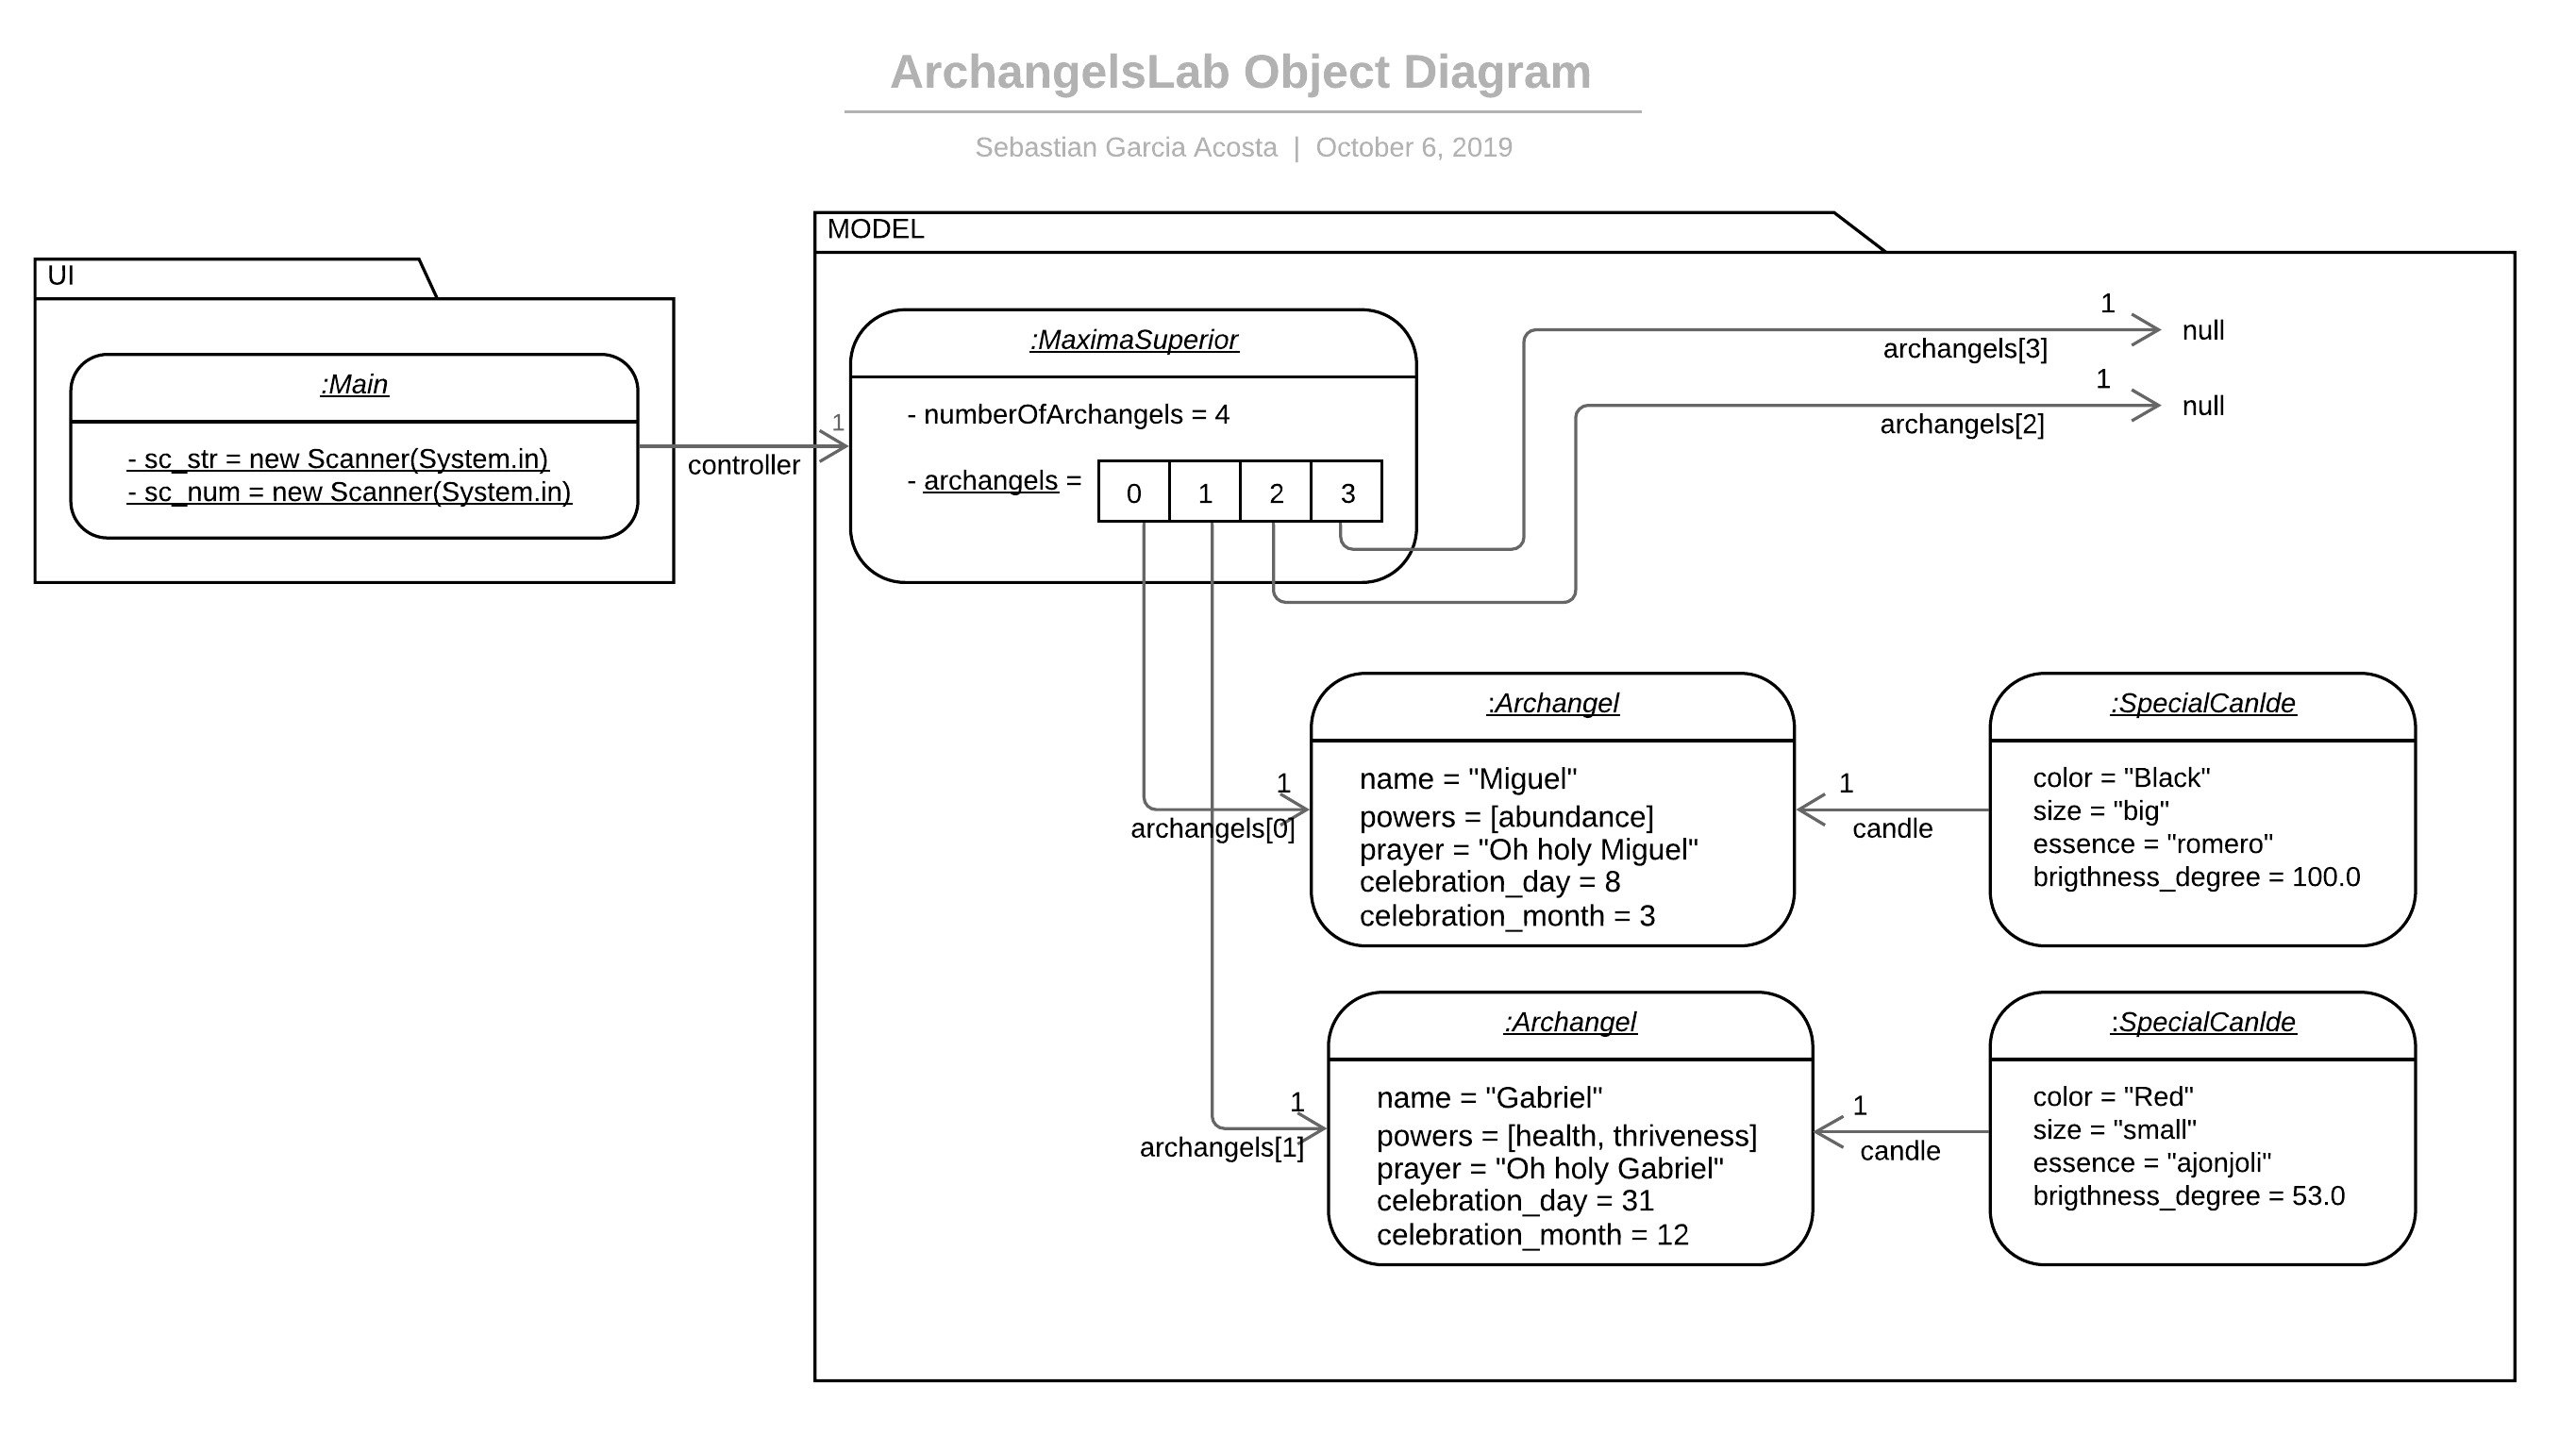 ArchangelsLab Object Diagram
Sebastian Garcia Acosta | October 6, 2019
UI
:Main
- sc_str = new Scanner(System.in)
- sc_num = new Scanner(System.in)
controller
1
MODEL
:MaximaSuperior
- numberOfArchangels = 4
- archangels =
0 1 2 3
1
archangels[3]
null
1
archangels[2]
null
1
archangels[0]
:Archangel
name = "Miguel"
powers = [abundance]
prayer = "Oh holy Miguel"
celebration_day = 8
celebration_month = 3
1
candle
:SpecialCanlde
color = "Black"
size = "big"
essence = "romero"
brigthness_degree = 100.0
1
archangels[1]
:Archangel
name = "Gabriel"
powers = [health, thriveness]
prayer = "Oh holy Gabriel"
celebration_day = 31
celebration_month = 12
1
candle
:SpecialCanlde
color = "Red"
size = "small"
essence = "ajonjoli"
brigthness_degree = 53.0